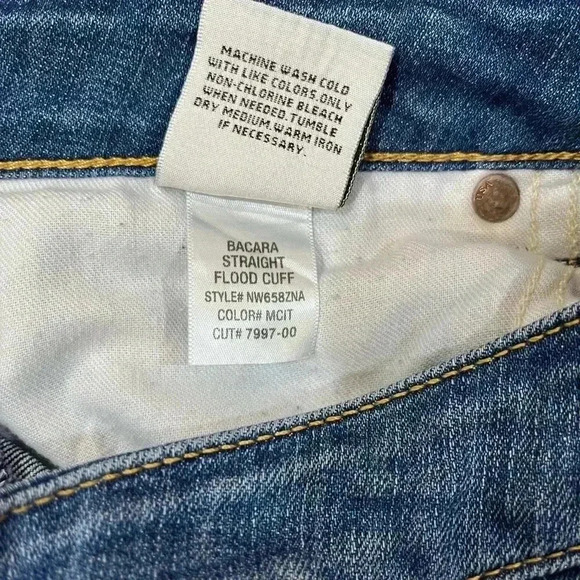 MACHINE WASH COLD
WITH LIKE COLORS.ONLY
NON-CHLORINE BLEACH
WHEN NEEDED.TUMBLE
DRY MEDIUM.WARM IRON
IF NECESSARY.
BACARA
STRAIGHT
FLOOD CUFF
STYLE# NW658ZNA
COLOR# MCIT
CUT# 7997-00